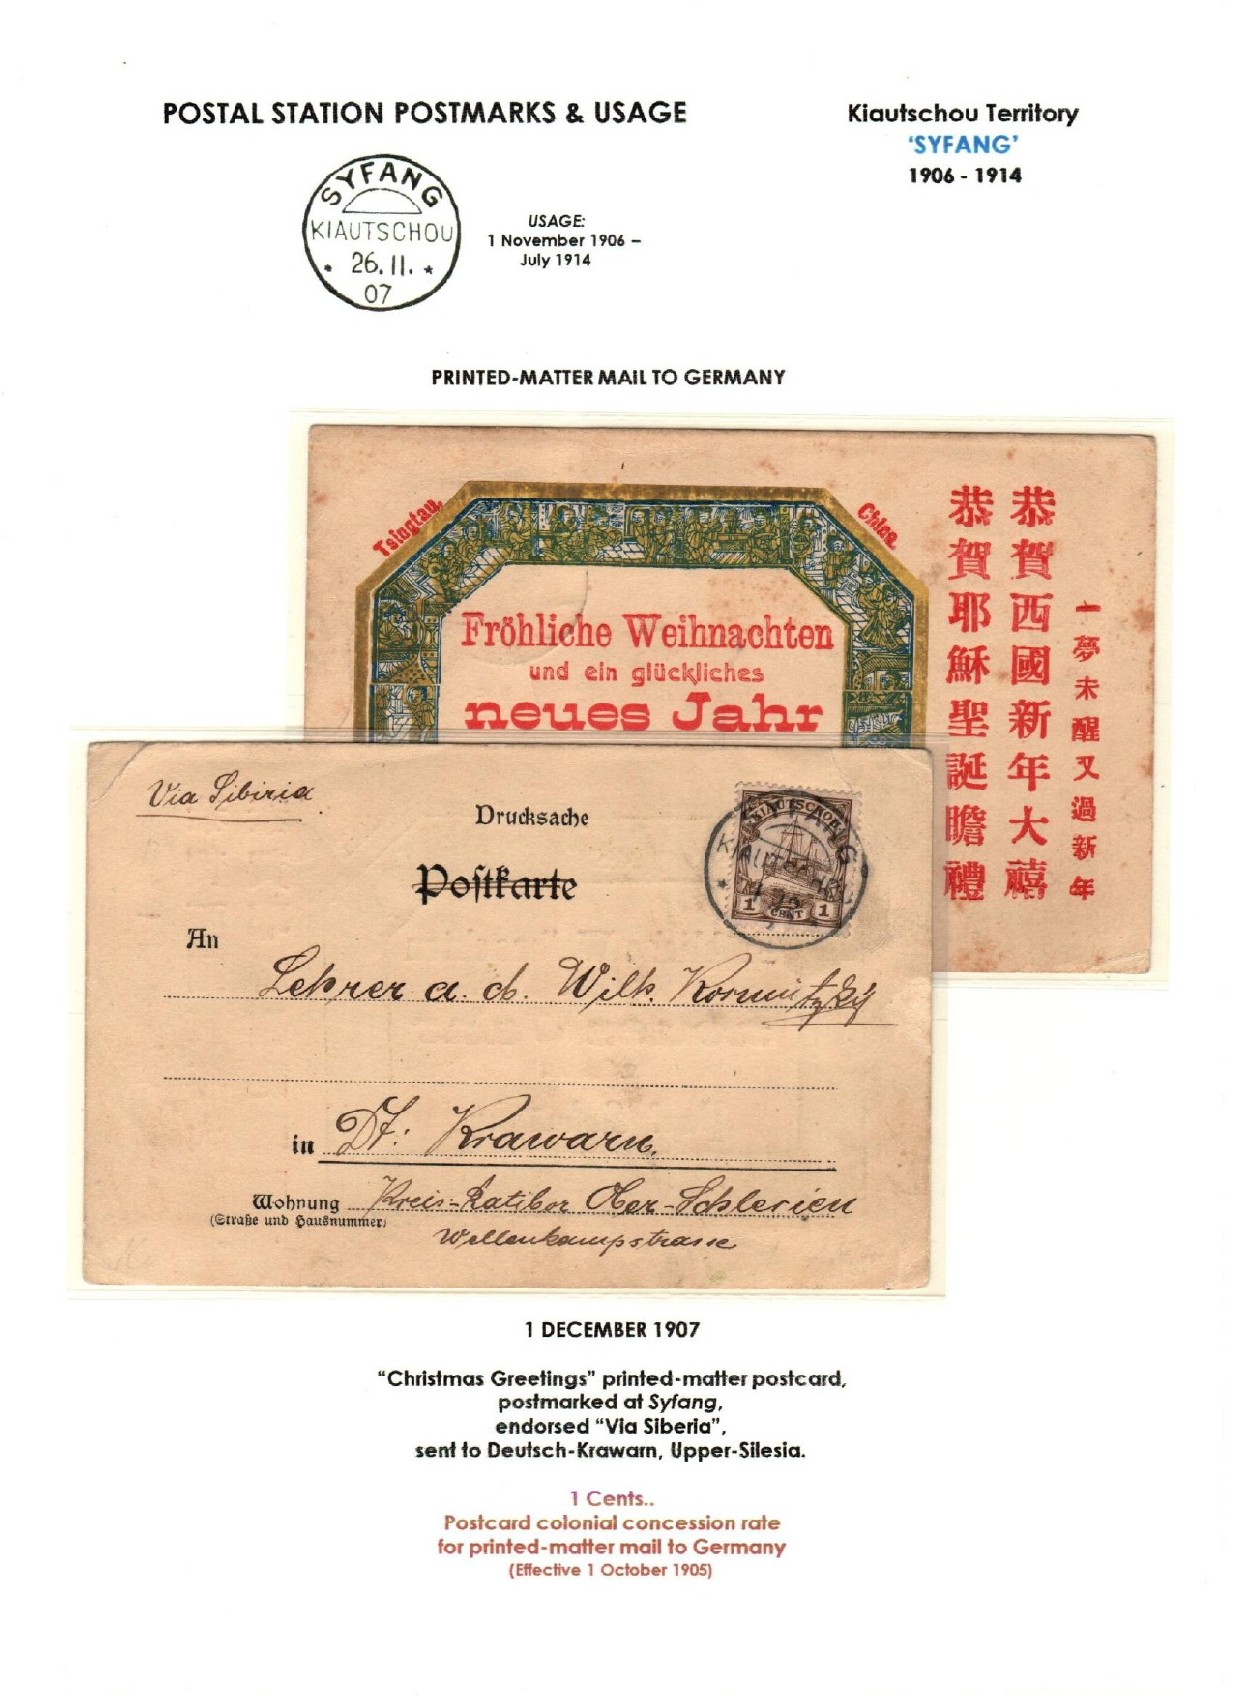 POSTAL STATION POSTMARKS & USAGE
Kiautschou Territory
'SYFANG'
1906 - 1914
SYFANG
KIAUTSCHOU
* 26.11. *
07
USAGE:
1 November 1906 –
July 1914
PRINTED-MATTER MAIL TO GERMANY
Tsingtau,
China.
Fröhliche Weihnachten
und ein glückliches
neues Jahr
一夢未醒又過新年
恭賀西國新年大禧
恭賀耶穌聖誕瞻禮
Via Sibiria
Drucksache
Postkarte
KIAUTSCHOU
1 CENT 1
An
Lehrer a. d. Wilh.
in Dt: Krawarn.
Wohnung Kreis-Ratibor Ober-Schlesien
(Straße und Hausnummer)
Wellenkampstrasse
1 DECEMBER 1907
“Christmas Greetings” printed-matter postcard,
postmarked at Syfang,
endorsed “Via Siberia”,
sent to Deutsch-Krawarn, Upper-Silesia.
1 Cents..
Postcard colonial concession rate
for printed-matter mail to Germany
(Effective 1 October 1905)